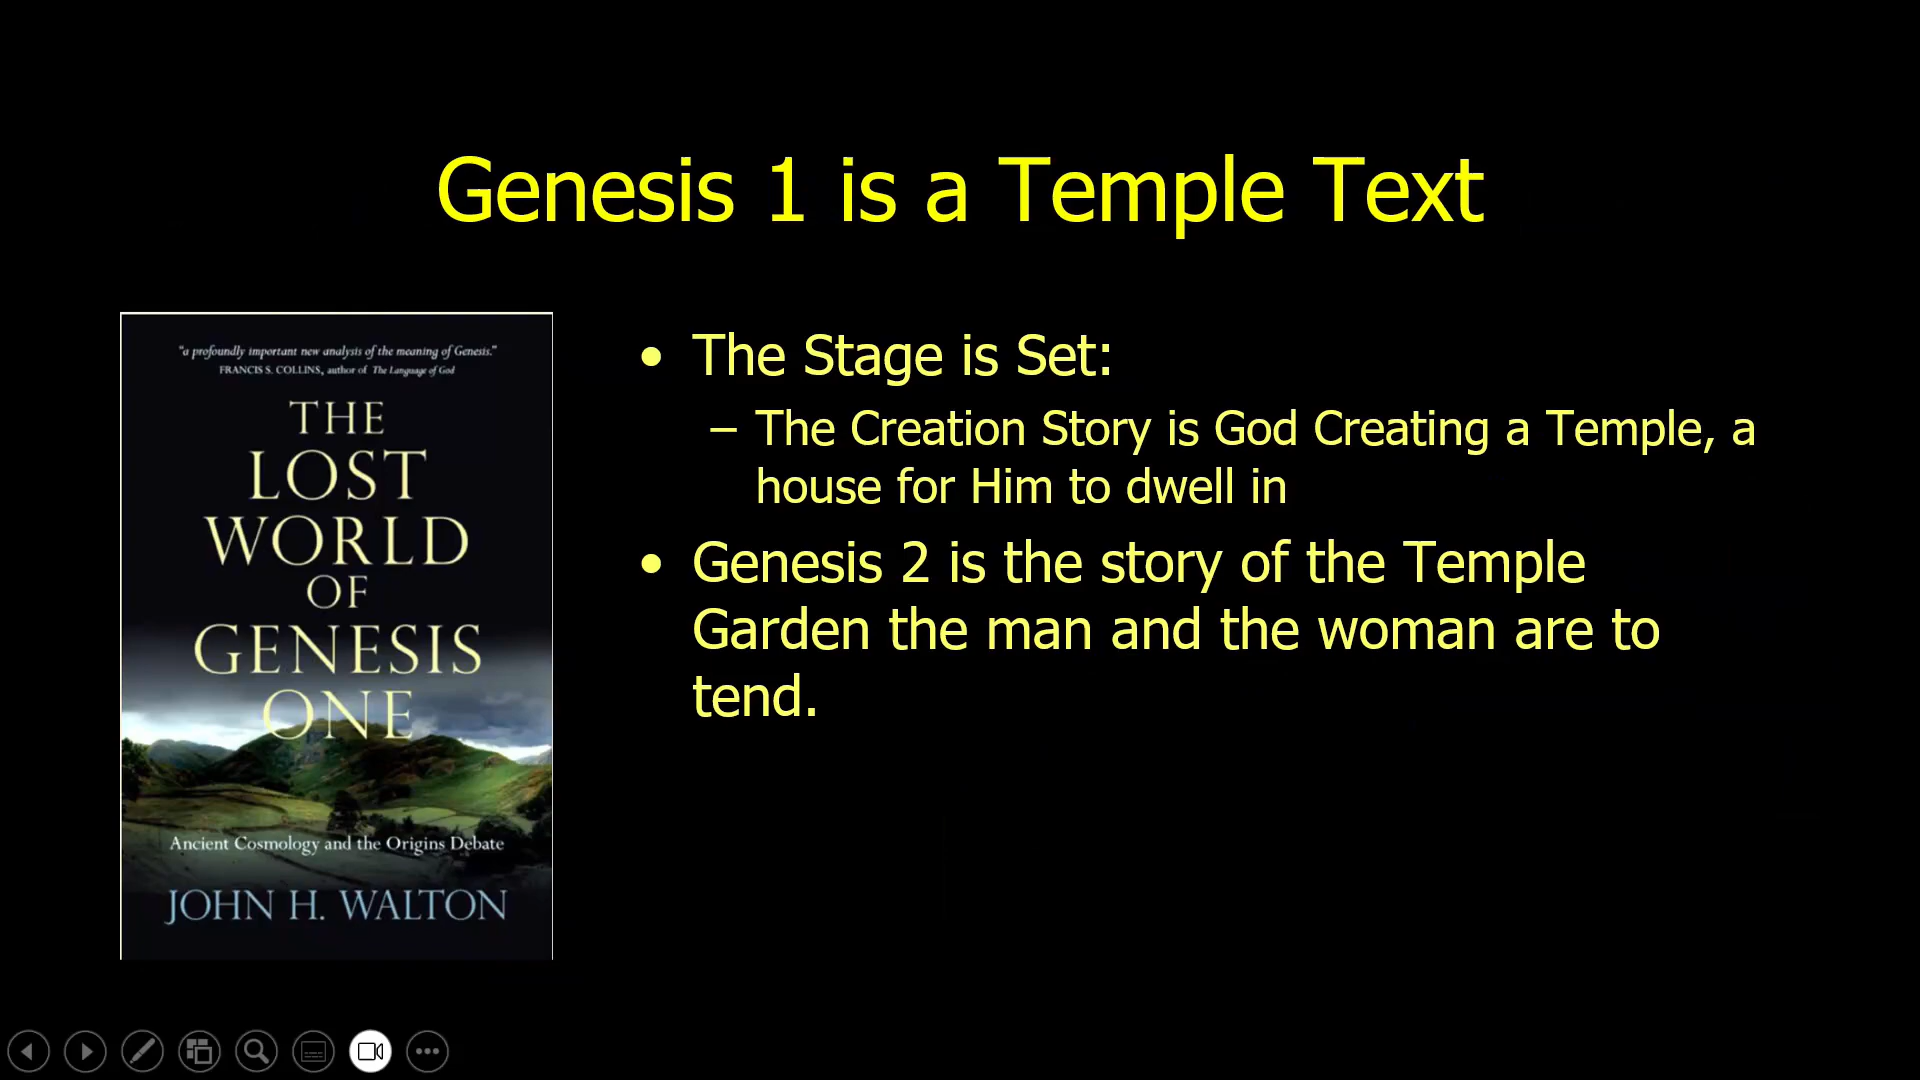 Genesis 1 is a Temple Text
"a profoundly important new analysis of the meaning of Genesis."
FRANCIS S. COLLINS, author of The Language of God
THE
LOST
WORLD
OF
GENESIS
ONE
Ancient Cosmology and the Origins Debate
JOHN H. WALTON
• The Stage is Set:
– The Creation Story is God Creating a Temple, a
house for Him to dwell in
• Genesis 2 is the story of the Temple
Garden the man and the woman are to
tend.